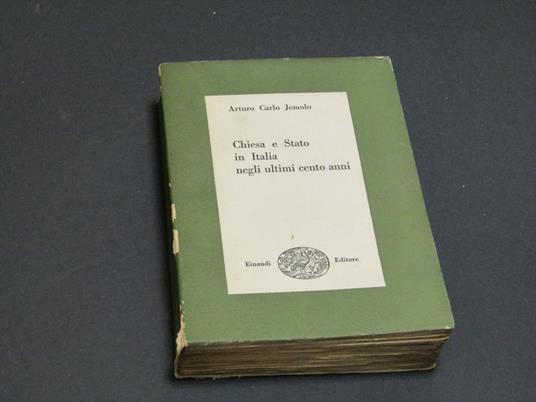 Arturo Carlo Jemolo
Chiesa e Stato
in Italia
negli ultimi cento anni
Einaudi Editore